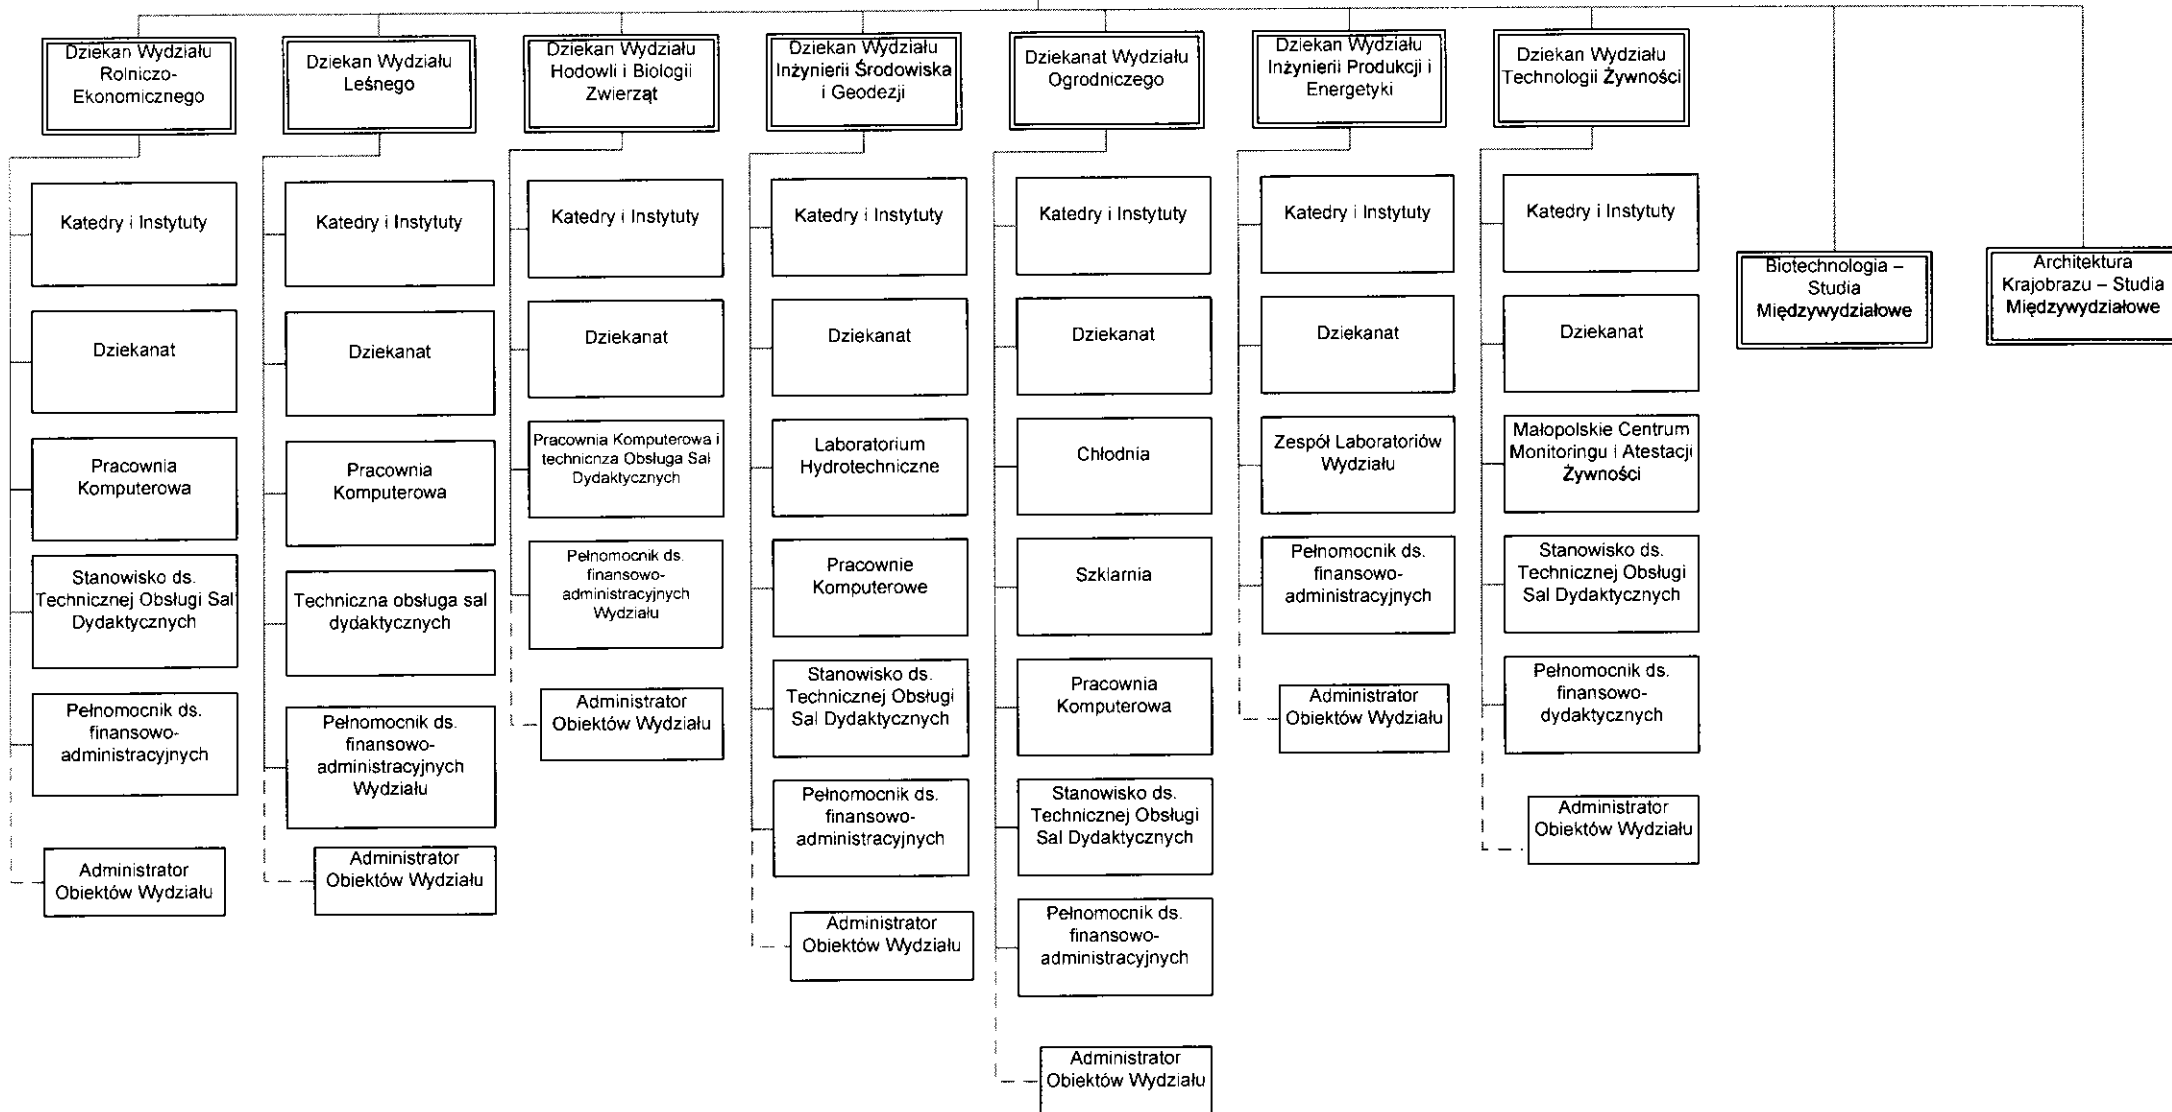 Dziekan Wydziału
Rolniczo-
Ekonomicznego
Katedry i Instytuty
Dziekanat
Pracownia
Komputerowa
Stanowisko ds.
Technicznej Obsługi Sal
Dydaktycznych
Pełnomocnik ds.
finansowo-
administracyjnych
Administrator
Obiektów Wydziału
Dziekan Wydziału
Leśnego
Katedry i Instytuty
Dziekanat
Pracownia
Komputerowa
Techniczna obsługa sal
dydaktycznych
Pełnomocnik ds.
finansowo-
administracyjnych
Wydziału
Administrator
Obiektów Wydziału
Dziekan Wydziału
Hodowli i Biologii
Zwierząt
Katedry i Instytuty
Dziekanat
Pracownia Komputerowa i
technicnza Obsługa Sal
Dydaktycznych
Pełnomocnik ds.
finansowo-
administracyjnych
Wydziału
Administrator
Obiektów Wydziału
Dziekan Wydziału
Inżynierii Środowiska
i Geodezji
Katedry i Instytuty
Dziekanat
Laboratorium
Hydrotechniczne
Pracownie
Komputerowe
Stanowisko ds.
Technicznej Obsługi
Sal Dydaktycznych
Pełnomocnik ds.
finansowo-
administracyjnych
Administrator
Obiektów Wydziału
Dziekanat Wydziału
Ogrodniczego
Katedry i Instytuty
Dziekanat
Chłodnia
Szklarnia
Pracownia
Komputerowa
Stanowisko ds.
Technicznej Obsługi
Sal Dydaktycznych
Pełnomocnik ds.
finansowo-
administracyjnych
Administrator
Obiektów Wydziału
Dziekan Wydziału
Inżynierii Produkcji i
Energetyki
Katedry i Instytuty
Dziekanat
Zespół Laboratoriów
Wydziału
Pełnomocnik ds.
finansowo-
administracyjnych
Administrator
Obiektów Wydziału
Dziekan Wydziału
Technologii Żywności
Katedry i Instytuty
Dziekanat
Małopolskie Centrum
Monitoringu i Atestacji
Żywności
Stanowisko ds.
Technicznej Obsługi
Sal Dydaktycznych
Pełnomocnik ds.
finansowo-
dydaktycznych
Administrator
Obiektów Wydziału
Biotechnologia –
Studia
Międzywydziałowe
Architektura
Krajobrazu – Studia
Międzywydziałowe